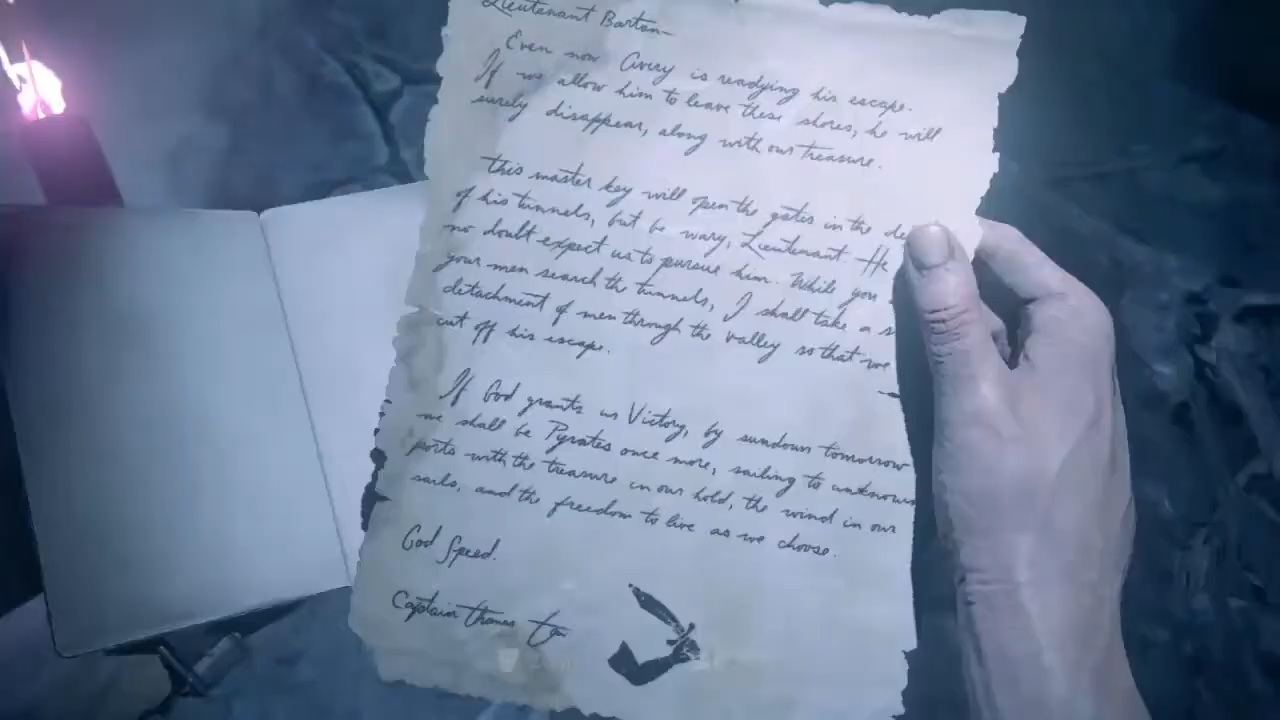 Lieutenant Barton—
Even now Avery is readying his escape.
If we allow him to leave these shores, he will
surely disappear, along with our treasure.
This master key will open the gates in the de
of his tunnels, but be wary, Lieutenant. He
no doubt expect us to pursue him. While you
your men search the tunnels, I shall take a s
detachment of men through the valley so that we
cut off his escape.
If God grants us Victory, by sundown tomorrow
we shall be Pyrates once more, sailing to unknown
ports with the treasure in our hold, the wind in our
sails, and the freedom to live as we choose.
God Speed.
Captain Thomas Tew